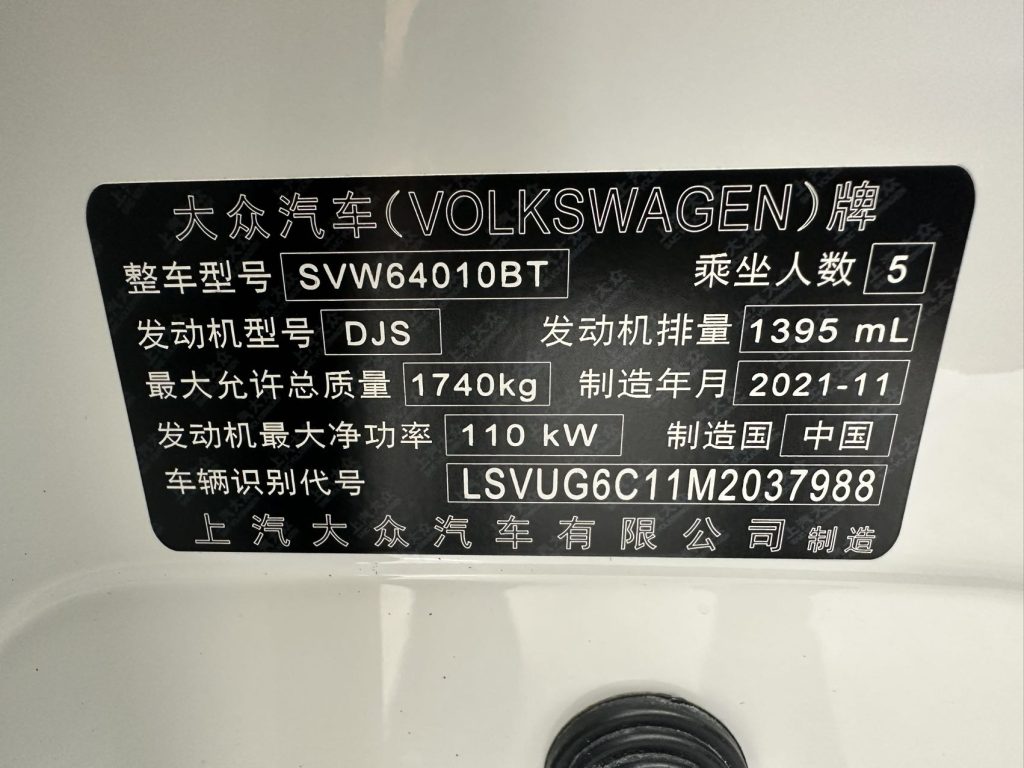 大众汽车(VOLKSWAGEN)牌
整车型号 SVW64010BT 乘坐人数 5
发动机型号 DJS 发动机排量 1395 mL
最大允许总质量 1740kg 制造年月 2021-11
发动机最大净功率 110 kW 制造国 中国
车辆识别代号 LSVUG6C11M2037988
上汽大众汽车有限公司 制造